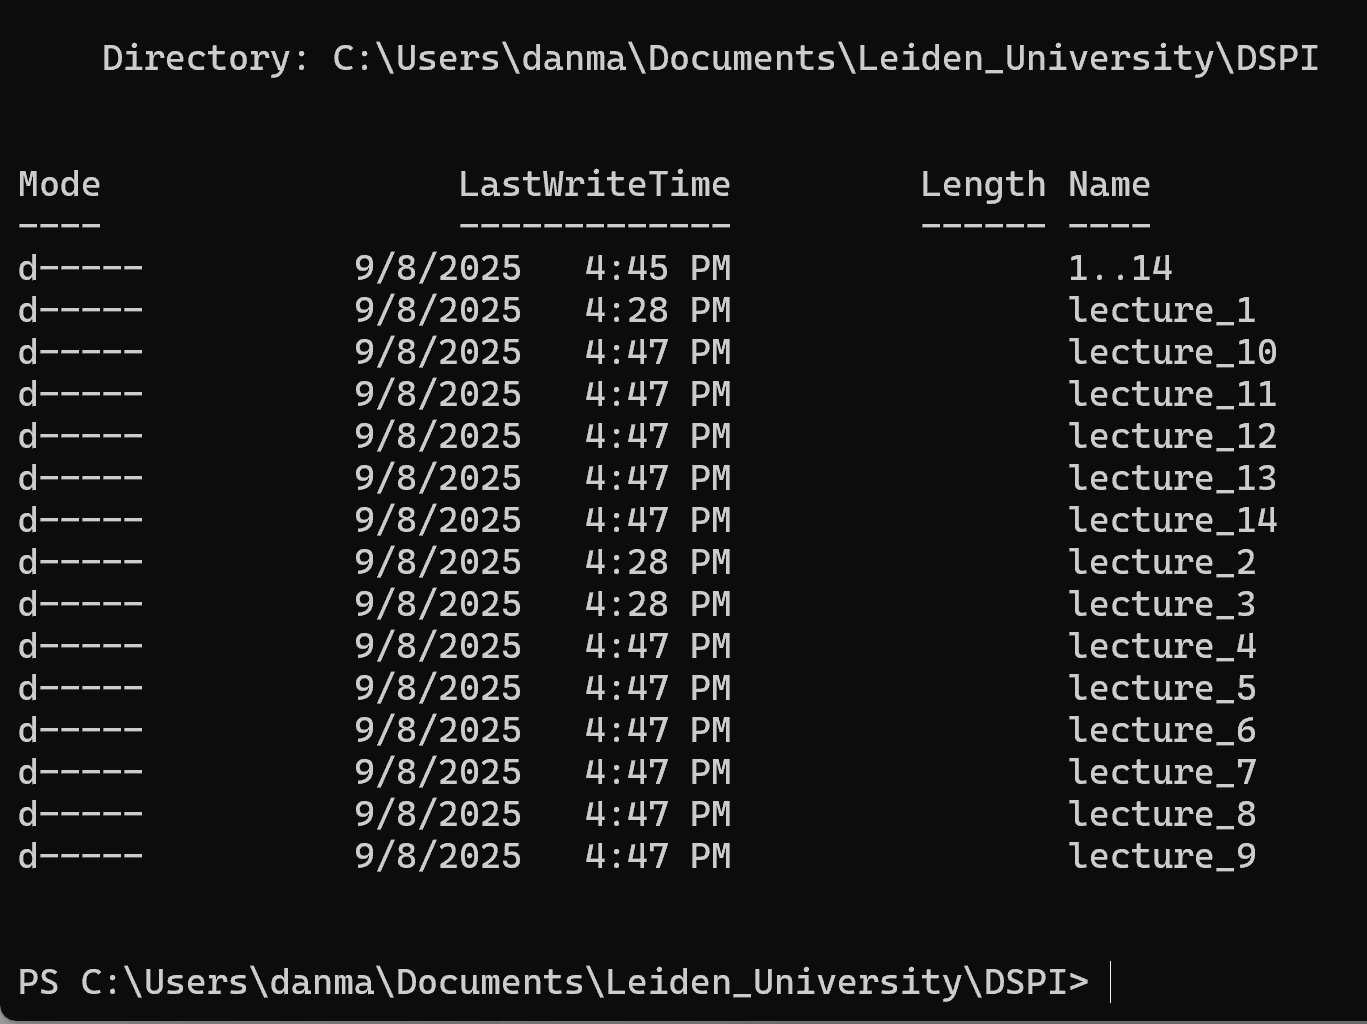 Directory: C:\Users\danma\Documents\Leiden_University\DSPI
Mode                 LastWriteTime         Length Name
----                 -------------         ------ ----
d-----          9/8/2025   4:45 PM                1..14
d-----          9/8/2025   4:28 PM                lecture_1
d-----          9/8/2025   4:47 PM                lecture_10
d-----          9/8/2025   4:47 PM                lecture_11
d-----          9/8/2025   4:47 PM                lecture_12
d-----          9/8/2025   4:47 PM                lecture_13
d-----          9/8/2025   4:47 PM                lecture_14
d-----          9/8/2025   4:28 PM                lecture_2
d-----          9/8/2025   4:28 PM                lecture_3
d-----          9/8/2025   4:47 PM                lecture_4
d-----          9/8/2025   4:47 PM                lecture_5
d-----          9/8/2025   4:47 PM                lecture_6
d-----          9/8/2025   4:47 PM                lecture_7
d-----          9/8/2025   4:47 PM                lecture_8
d-----          9/8/2025   4:47 PM                lecture_9
PS C:\Users\danma\Documents\Leiden_University\DSPI>